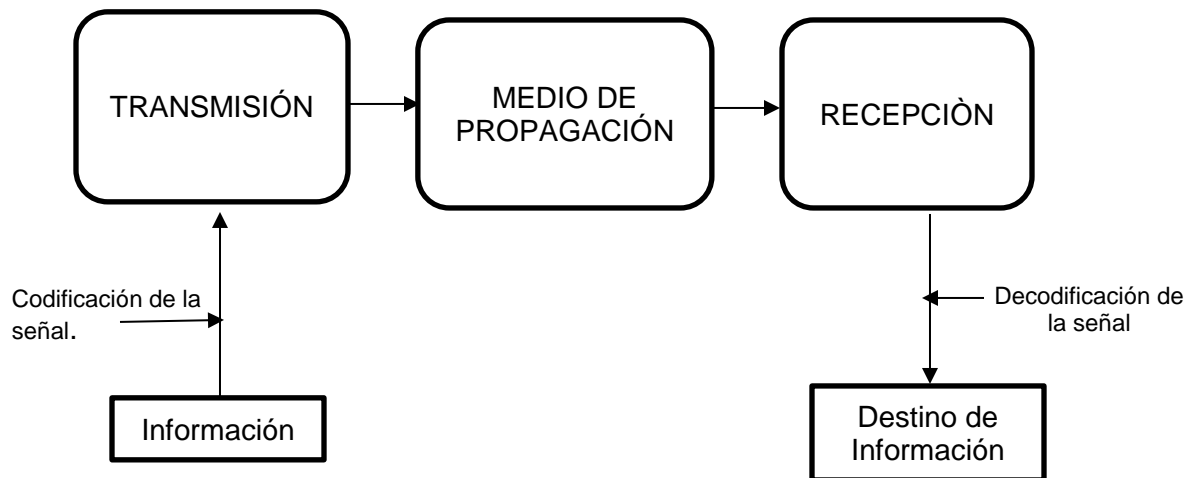 TRANSMISIÓN
MEDIO DE
PROPAGACIÓN
RECEPCIÒN
Codificación de la
señal.
Decodificación de
la señal
Información
Destino de
Información